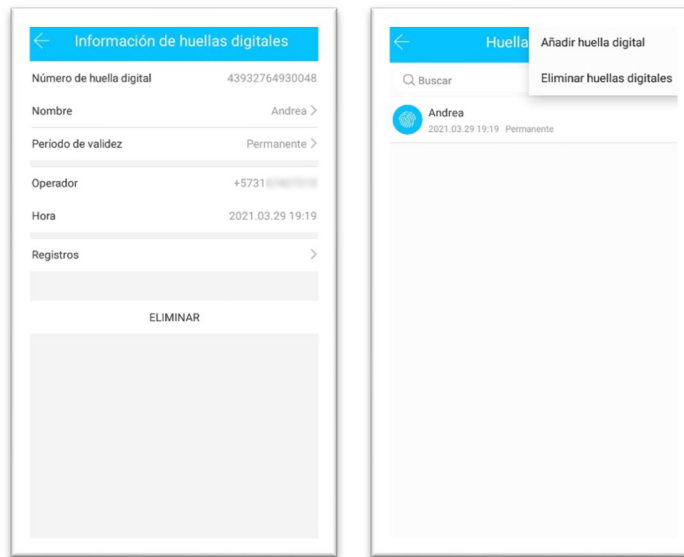 Información de huellas digitales
Número de huella digital 43932764930048
Nombre Andrea >
Período de validez Permanente >
Operador +5731
Hora 2021.03.29 19:19
Registros >
ELIMINAR
Huella
Añadir huella digital
Eliminar huellas digitales
Buscar
Andrea
2021.03.29 19:19 Permanente